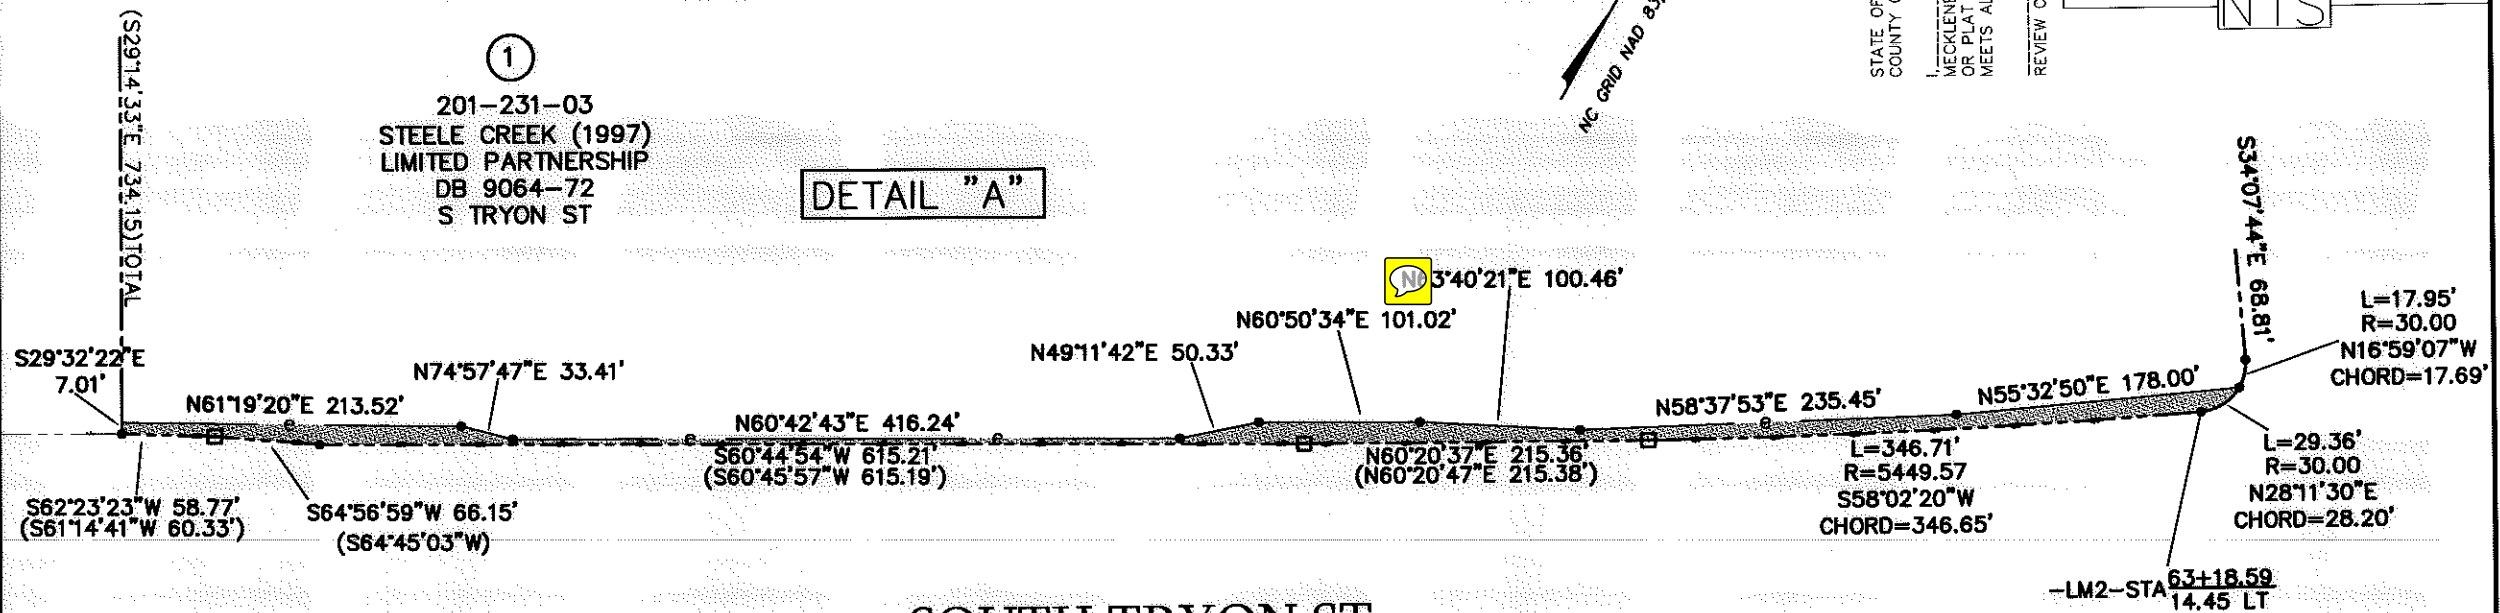 (S29°14'33"E 734.15)TOTAL
1
201-231-03
STEELE CREEK (1997)
LIMITED PARTNERSHIP
DB 9064-72
S TRYON ST
DETAIL "A"
NC GRID NAD 83
STATE OF
COUNTY
MECKLENB
OR PLAT
MEETS AL
REVIEW
NTS
S34°07'44"E 68.81'
3°40'21"E 100.46'
N60°50'34"E 101.02'
N49°11'42"E 50.33'
L=17.95'
R=30.00
N16°59'07"W
CHORD=17.69'
S29°32'22"E
7.01'
N74°57'47"E 33.41'
N61°19'20"E 213.52'
N60°42'43"E 416.24'
N58°37'53"E 235.45'
N55°32'50"E 178.00'
S60°44'54"W 615.21'
(S60°45'57"W 615.19')
N60°20'37"E 215.36'
(N60°20'47"E 215.38')
L=346.71'
R=5449.57
S58°02'20"W
CHORD=346.65'
L=29.36'
R=30.00
N28°11'30"E
CHORD=28.20'
S62°23'23"W 58.77'
(S61°14'41"W 60.33')
S64°56'59"W 66.15'
(S64°45'03"W)
-LM2-STA 63+18.59
14.45 LT
SOUTH TRYON ST